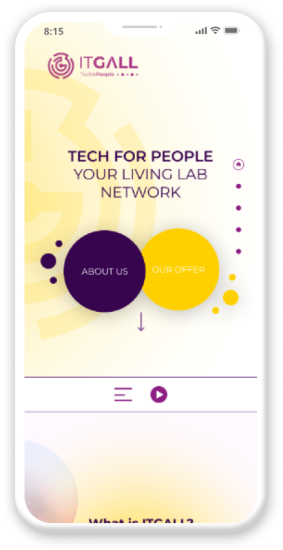 8:15
ITGALL
Tech4People
TECH FOR PEOPLE
YOUR LIVING LAB
NETWORK
ABOUT US
OUR OFFER
What is ITGALL?